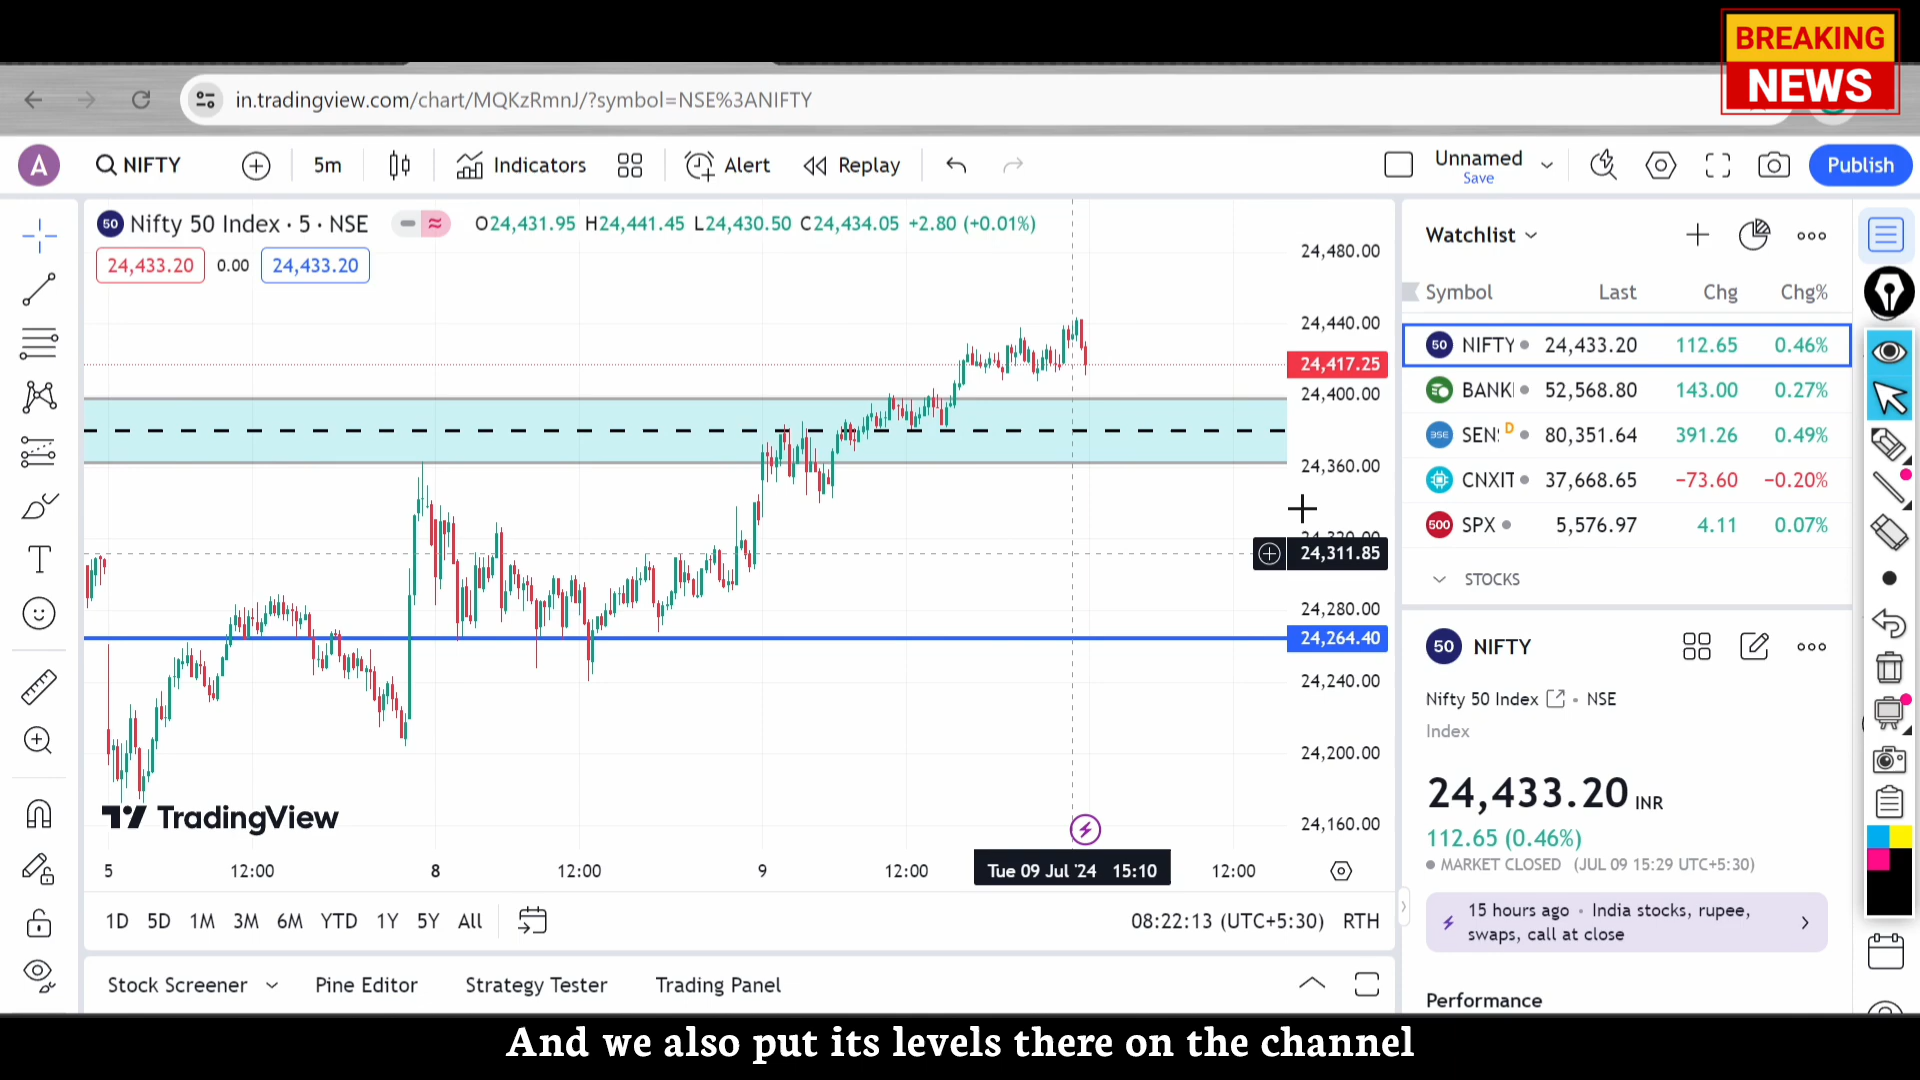 BREAKING
NEWS
in.tradingview.com/chart/MQKzRmnJ/?symbol=NSE%3ANIFTY
A NIFTY 5m Indicators Alert Replay Unnamed Save Publish
50 Nifty 50 Index · 5 · NSE O24,431.95 H24,441.45 L24,430.50 C24,434.05 +2.80 (+0.01%)
24,433.20 0.00 24,433.20
24,480.00
24,440.00
24,417.25
24,400.00
24,360.00
24,311.85
24,280.00
24,264.40
24,240.00
24,200.00
24,160.00
TradingView
5 12:00 8 12:00 9 12:00 Tue 09 Jul '24 15:10 12:00
1D 5D 1M 3M 6M YTD 1Y 5Y All 08:22:13 (UTC+5:30) RTH
Stock Screener Pine Editor Strategy Tester Trading Panel
Watchlist
Symbol Last Chg Chg%
50 NIFTY 24,433.20 112.65 0.46%
BANK 52,568.80 143.00 0.27%
BSE SEN D 80,351.64 391.26 0.49%
CNXIT 37,668.65 −73.60 −0.20%
500 SPX 5,576.97 4.11 0.07%
STOCKS
50 NIFTY
Nifty 50 Index · NSE
Index
24,433.20 INR
112.65 (0.46%)
MARKET CLOSED (JUL 09 15:29 UTC+5:30)
15 hours ago · India stocks, rupee,
swaps, call at close
Performance
And we also put its levels there on the channel